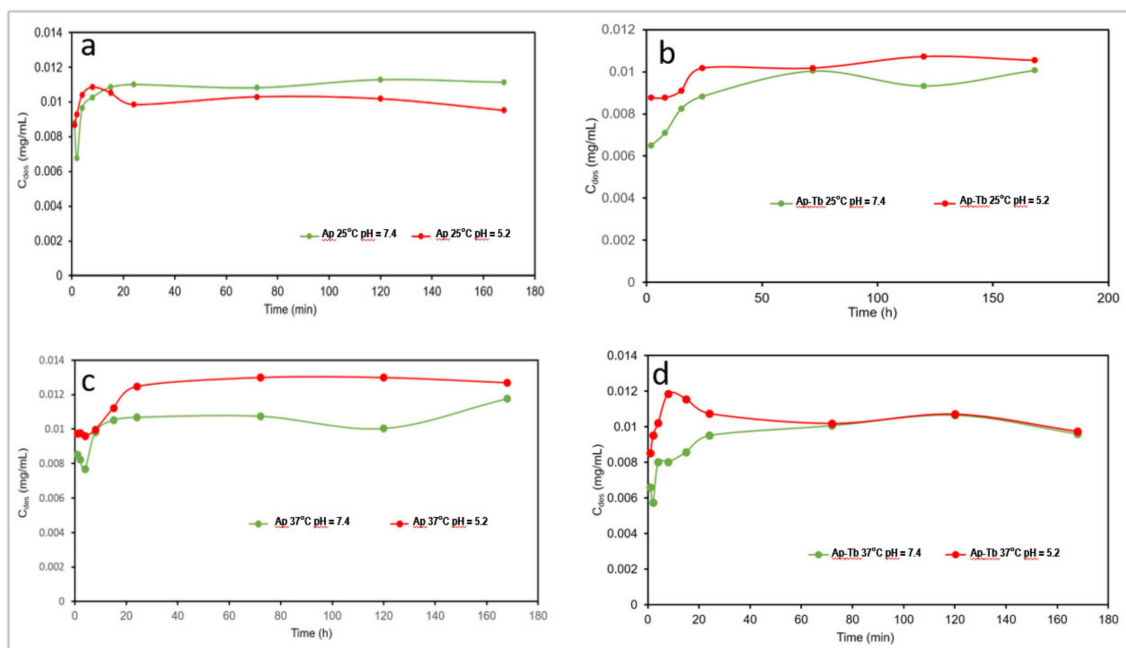 a
0.014
0.012
0.01
0.008
0.006
0.004
0.002
0
C des (mg/mL)
0 20 40 60 80 100 120 140 160 180
Time (min)
Ap 25°C pH = 7.4 Ap 25°C pH = 5.2
b
0.012
0.01
0.008
0.006
0.004
0.002
0
C des (mg/mL)
0 50 100 150 200
Time (h)
Ap-Tb 25°C pH = 7.4 Ap-Tb 25°C pH = 5.2
c
0.014
0.012
0.01
0.008
0.006
0.004
0.002
0
C des (mg/mL)
0 20 40 60 80 100 120 140 160 180
Time (h)
Ap 37°C pH = 7.4 Ap 37°C pH = 5.2
d
0.014
0.012
0.01
0.008
0.006
0.004
0.002
0
C des (mg/mL)
0 20 40 60 80 100 120 140 160 180
Time (min)
Ap-Tb 37°C pH = 7.4 Ap-Tb 37°C pH = 5.2